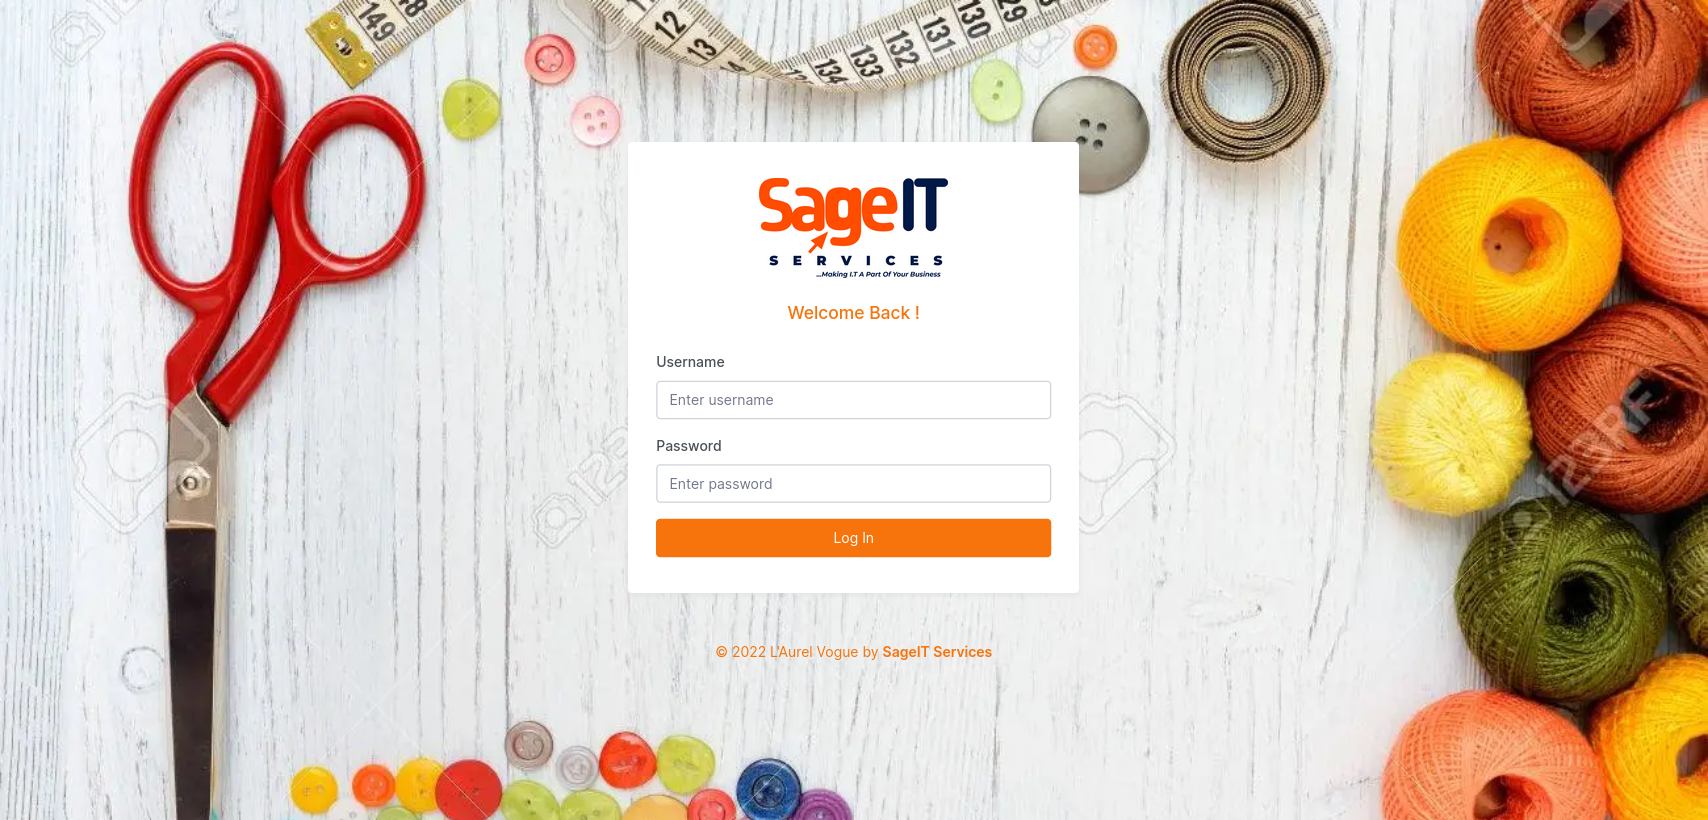 149 48
12 13
134 133 132 131 130 29
SageIT
SERVICES
...Making I.T A Part Of Your Business
Welcome Back !
Username
Enter username
Password
Enter password
Log In
© 2022 L'Aurel Vogue by SageIT Services
123RF